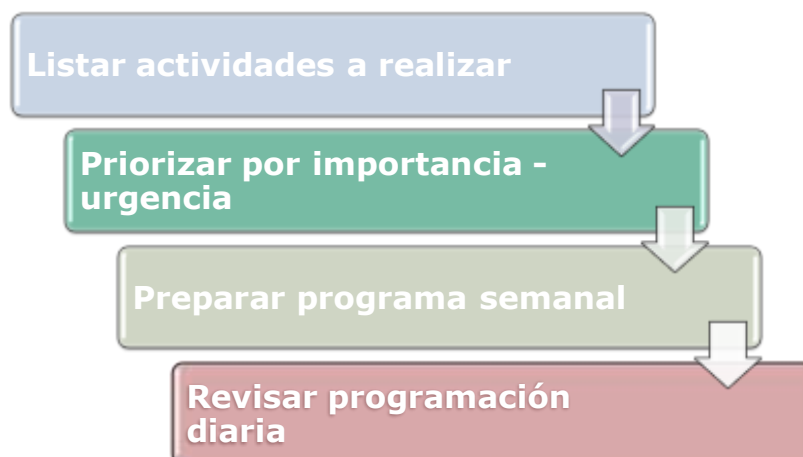 Listar actividades a realizar
Priorizar por importancia -
urgencia
Preparar programa semanal
Revisar programación
diaria